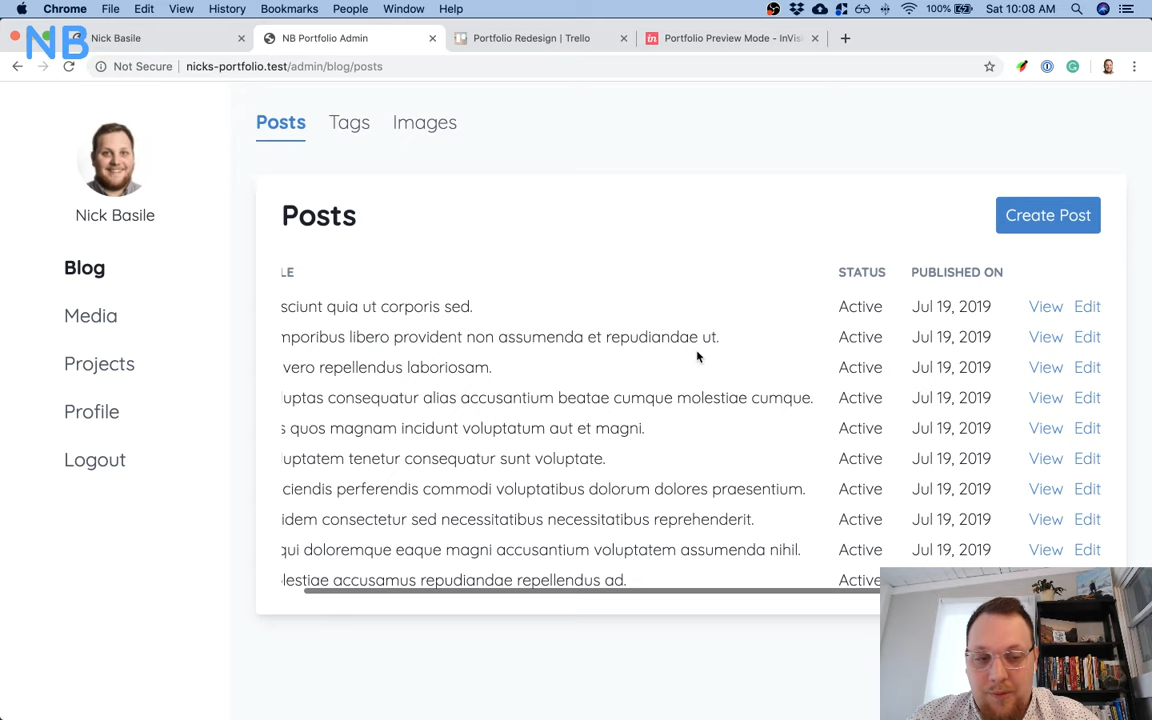 Chrome File Edit View History Bookmarks People Window Help 100% Sat 10:08 AM
NB Nick Basile NB Portfolio Admin Portfolio Redesign | Trello Portfolio Preview Mode - InVis
Not Secure nicks-portfolio.test/admin/blog/posts
Posts Tags Images
Nick Basile
Blog
Media
Projects
Profile
Logout
Posts Create Post
LE STATUS PUBLISHED ON
sciunt quia ut corporis sed. Active Jul 19, 2019 View Edit
mporibus libero provident non assumenda et repudiandae ut. Active Jul 19, 2019 View Edit
vero repellendus laboriosam. Active Jul 19, 2019 View Edit
luptas consequatur alias accusantium beatae cumque molestiae cumque. Active Jul 19, 2019 View Edit
s quos magnam incidunt voluptatum aut et magni. Active Jul 19, 2019 View Edit
luptatem tenetur consequatur sunt voluptate. Active Jul 19, 2019 View Edit
ciendis perferendis commodi voluptatibus dolorum dolores praesentium. Active Jul 19, 2019 View Edit
idem consectetur sed necessitatibus necessitatibus reprehenderit. Active Jul 19, 2019 View Edit
qui doloremque eaque magni accusantium voluptatem assumenda nihil. Active Jul 19, 2019 View Edit
lestiae accusamus repudiandae repellendus ad. Active